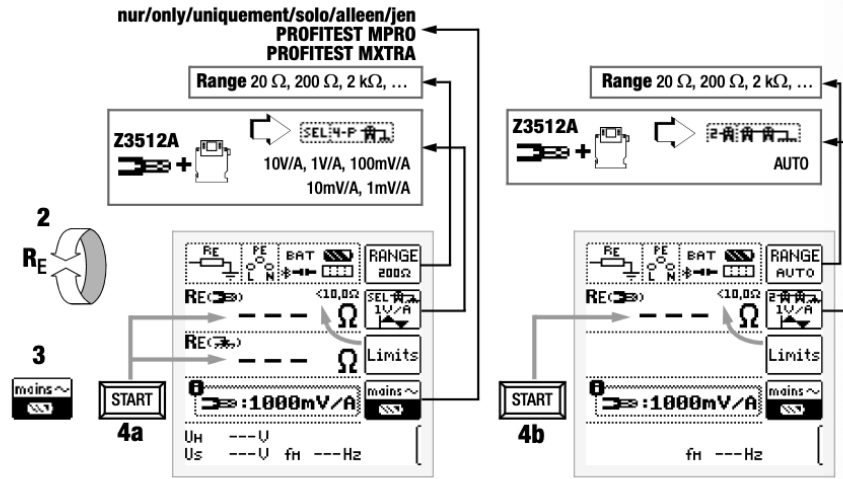 nur/only/uniquement/solo/alleen/jen
PROFITEST MPRO
PROFITEST MXTRA
Range 20 Ω, 200 Ω, 2 kΩ, …
Z3512A
+
SEL 4-P
10V/A, 1V/A, 100mV/A
10mV/A, 1mV/A
2
RE
3
mains~
START
4a
RE
PE
L N
BAT
RANGE
200Ω
RE( )
<10,0Ω
--- Ω
SEL
1V/A
RE( )
--- Ω
Limits
:1000mV/A
mains~
UH ---V
US ---V fH ---Hz
Range 20 Ω, 200 Ω, 2 kΩ, …
Z3512A
+
2-
AUTO
START
4b
RE
PE
L N
BAT
RANGE
AUTO
RE( )
<10,0Ω
--- Ω
2-
1V/A
Limits
:1000mV/A
mains~
fH ---Hz